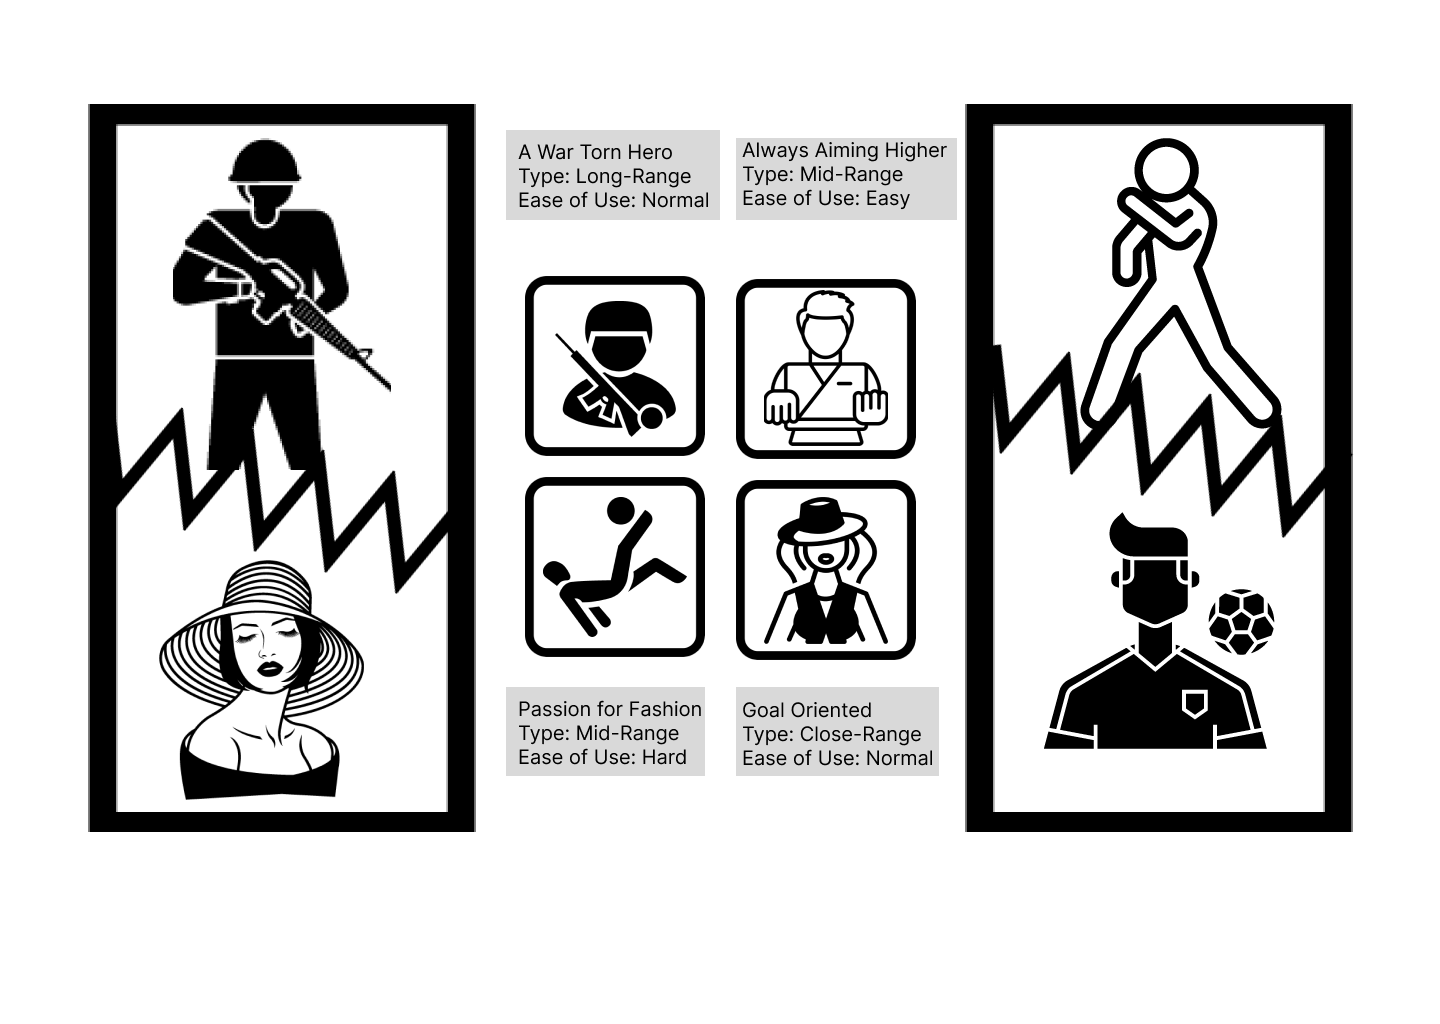 A War Torn Hero
Type: Long-Range
Ease of Use: Normal
Always Aiming Higher
Type: Mid-Range
Ease of Use: Easy
Passion for Fashion
Type: Mid-Range
Ease of Use: Hard
Goal Oriented
Type: Close-Range
Ease of Use: Normal